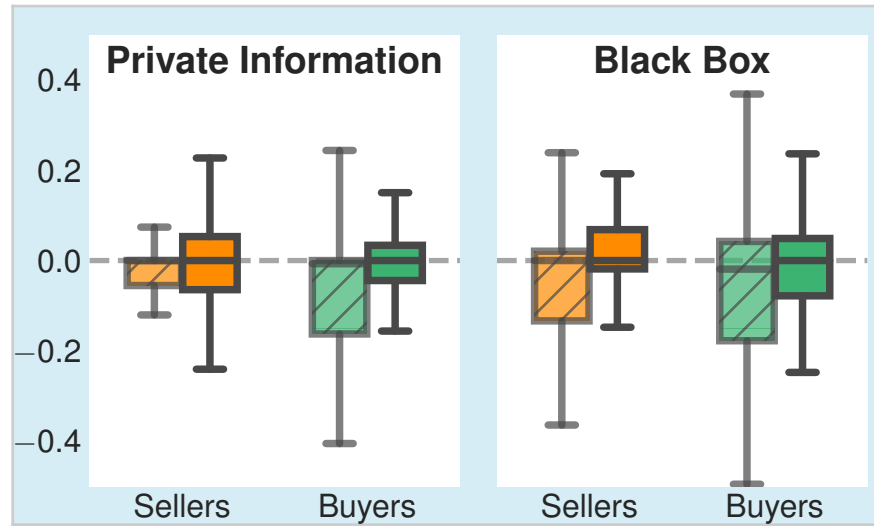 Private Information
Black Box
0.4
0.2
0.0
−0.2
−0.4
Sellers
Buyers
Sellers
Buyers